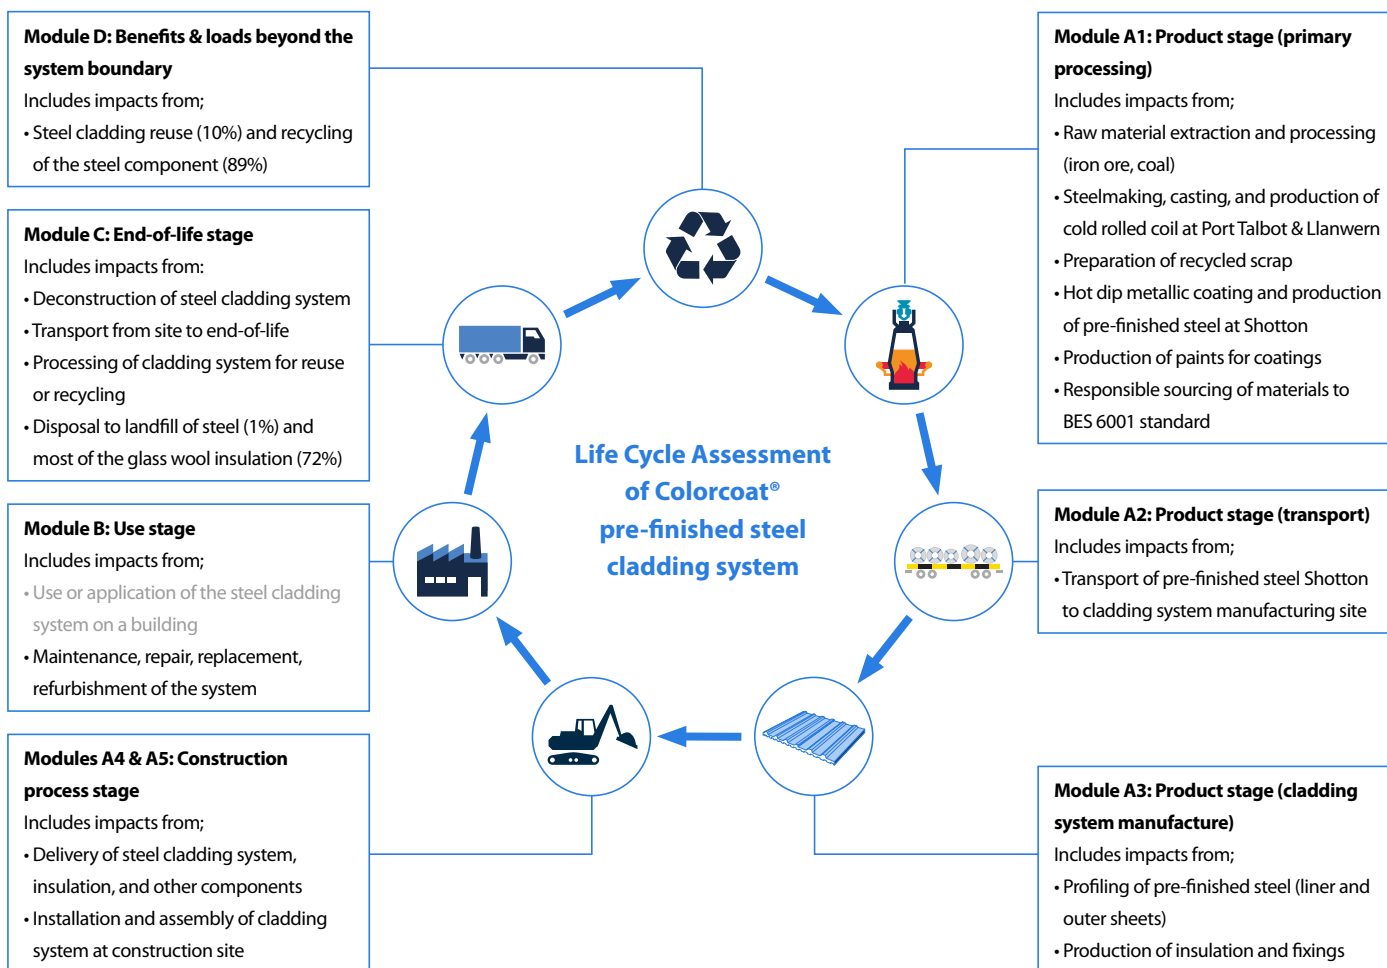 Module D: Benefits & loads beyond the
system boundary
Includes impacts from;
• Steel cladding reuse (10%) and recycling
of the steel component (89%)
Module C: End-of-life stage
Includes impacts from:
• Deconstruction of steel cladding system
• Transport from site to end-of-life
• Processing of cladding system for reuse
or recycling
• Disposal to landfill of steel (1%) and
most of the glass wool insulation (72%)
Module B: Use stage
Includes impacts from;
• Use or application of the steel cladding
system on a building
• Maintenance, repair, replacement,
refurbishment of the system
Modules A4 & A5: Construction
process stage
Includes impacts from;
• Delivery of steel cladding system,
insulation, and other components
• Installation and assembly of cladding
system at construction site
Life Cycle Assessment
of Colorcoat®
pre-finished steel
cladding system
Module A1: Product stage (primary
processing)
Includes impacts from;
• Raw material extraction and processing
(iron ore, coal)
• Steelmaking, casting, and production of
cold rolled coil at Port Talbot & Llanwern
• Preparation of recycled scrap
• Hot dip metallic coating and production
of pre-finished steel at Shotton
• Production of paints for coatings
• Responsible sourcing of materials to
BES 6001 standard
Module A2: Product stage (transport)
Includes impacts from;
• Transport of pre-finished steel Shotton
to cladding system manufacturing site
Module A3: Product stage (cladding
system manufacture)
Includes impacts from;
• Profiling of pre-finished steel (liner and
outer sheets)
• Production of insulation and fixings